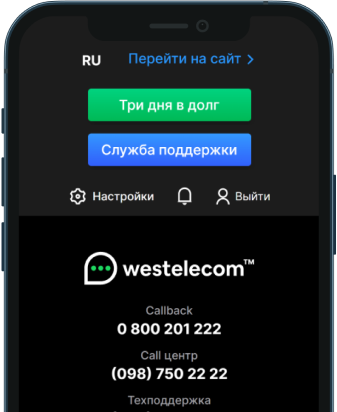 RU Перейти на сайт
Три дня в долг
Служба поддержки
Настройки Выйти
westelecom™
Callback
0 800 201 222
Call центр
(098) 750 22 22
Техподдержка